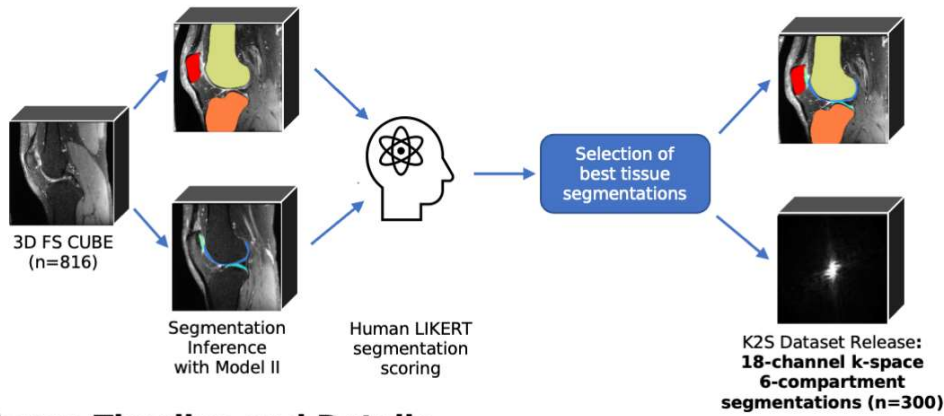 3D FS CUBE
(n=816)
Segmentation
Inference
with Model II
Human LIKERT
segmentation
scoring
Selection of
best tissue
segmentations
K2S Dataset Release:
18-channel k-space
6-compartment
segmentations (n=300)